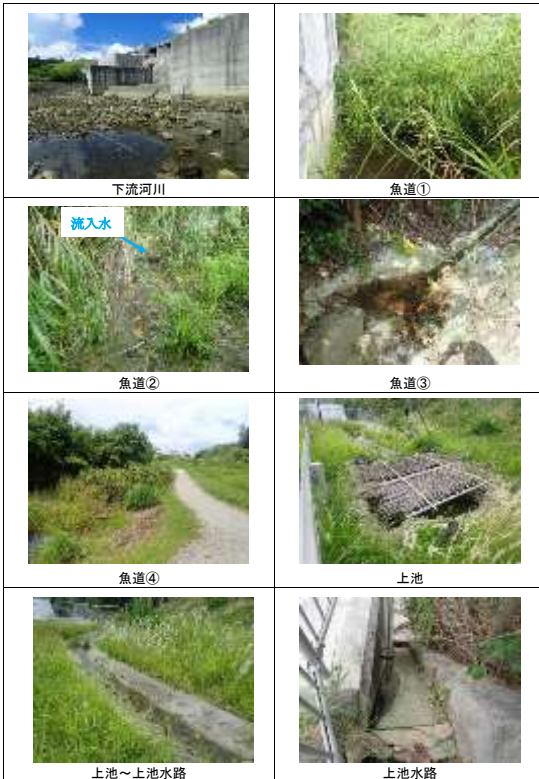 下流河川
魚道①
流入水
魚道②
魚道③
魚道④
上池
上池~上池水路
上池水路